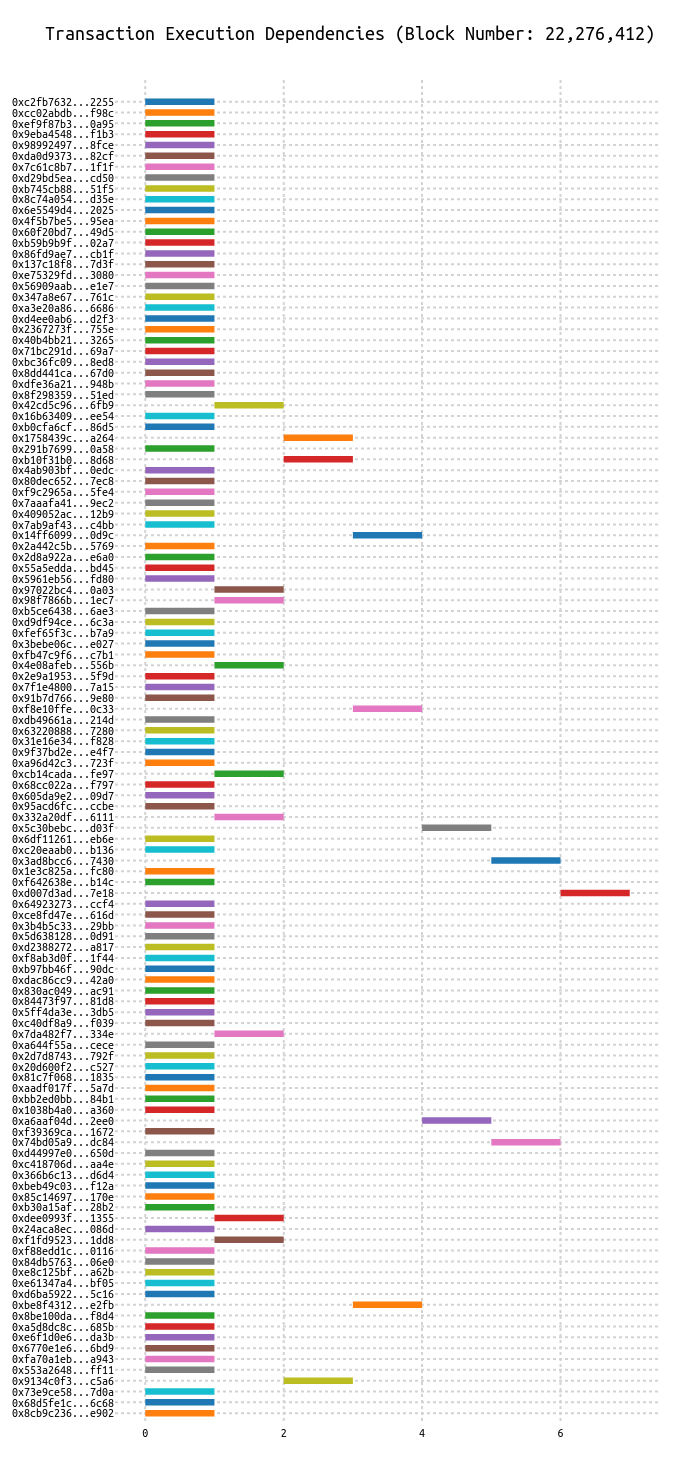 Transaction Execution Dependencies (Block Number: 22,276,412)
0xc2fb7632...2255
0xcc02abdb...f98c
0xef9f87b3...0a95
0x9eba4548...f1b3
0x98992497...8fce
0xda0d9373...82cf
0x7c61c8b7...1f1f
0xd29bd5ea...cd50
0xb745cb88...51f5
0x8c74a054...d35e
0x6e5549d4...2025
0x4f5b7be5...95ea
0x60f20bd7...49d5
0xb59b9b9f...02a7
0x86fd9ae7...cb1f
0x137c18f8...7d3f
0xe75329fd...3080
0x56909aab...e1e7
0x347a8e67...761c
0xa3e20a86...6686
0xd4ee0ab6...d2f3
0x2367273f...755e
0x40b4bb21...3265
0x71bc291d...69a7
0xbc36fc09...8ed8
0x8dd441ca...67d0
0xdfe36a21...948b
0x8f298359...51ed
0x42cd5c96...6fb9
0x16b63409...ee54
0xb0cfa6cf...86d5
0x1758439c...a264
0x291b7699...0a58
0xb10f31b0...8d68
0x4ab903bf...0edc
0x80dec652...7ec8
0xf9c2965a...5fe4
0x7aaafa41...9ec2
0x409052ac...12b9
0x7ab9af43...c4bb
0x14ff6099...0d9c
0x2a442c5b...5769
0x2d8a922a...e6a0
0x55a5edda...bd45
0x5961eb56...fd80
0x97022bc4...0a03
0x98f7866b...1ec7
0xb5ce6438...6ae3
0xd9df94ce...6c3a
0xfef65f3c...b7a9
0x3bebe06c...e027
0xfb47c9f6...c7b1
0x4e08afeb...556b
0x2e9a1953...5f9d
0x7f1e4800...7a15
0x91b7d766...9e80
0xf8e10ffe...0c33
0xdb49661a...214d
0x63220888...7280
0x31e16e34...f828
0x9f37bd2e...e4f7
0xa96d42c3...723f
0xcb14cada...fe97
0x68cc022a...f797
0x605da9e2...09d7
0x95acd6fc...ccbe
0x332a20df...6111
0x5c30bebc...d03f
0x6df11261...eb6e
0xc20eaab0...b136
0x3ad8bcc6...7430
0x1e3c825a...fc80
0xf642638e...b14c
0xd007d3ad...7e18
0x64923273...ccf4
0xce8fd47e...616d
0x3b4b5c33...29bb
0x5d638128...0d91
0xd2388272...a817
0xf8ab3d0f...1f44
0xb97bb46f...90dc
0xdac86cc9...42a0
0x830ac049...ac91
0x84473f97...81d8
0x5ff4da3e...3db5
0xc40df8a9...f039
0x7da482f7...334e
0xa644f55a...cece
0x2d7d8743...792f
0x20d600f2...c527
0x81c7f068...1835
0xaadf017f...5a7d
0xbb2ed0bb...84b1
0x1038b4a0...a360
0xa6aaf04d...2ee0
0xf39369ca...1672
0x74bd05a9...dc84
0xd44997e0...650d
0xc418706d...aa4e
0x366b6c13...d6d4
0xbeb49c03...f12a
0x85c14697...170e
0xb30a15af...28b2
0xdee0993f...1355
0x24aca8ec...086d
0xf1fd9523...1dd8
0xf88edd1c...0116
0x84db5763...06e0
0xe8c125bf...a62b
0xe61347a4...bf05
0xd6ba5922...5c16
0xbe8f4312...e2fb
0x8be100da...f8d4
0xa5d8dc8c...685b
0xe6f1d0e6...da3b
0x6770e1e6...6bd9
0xfa70a1eb...a943
0x553a2648...ff11
0x9134c0f3...c5a6
0x73e9ce58...7d0a
0x68d5fe1c...6c68
0x8cb9c236...e902
0 2 4 6